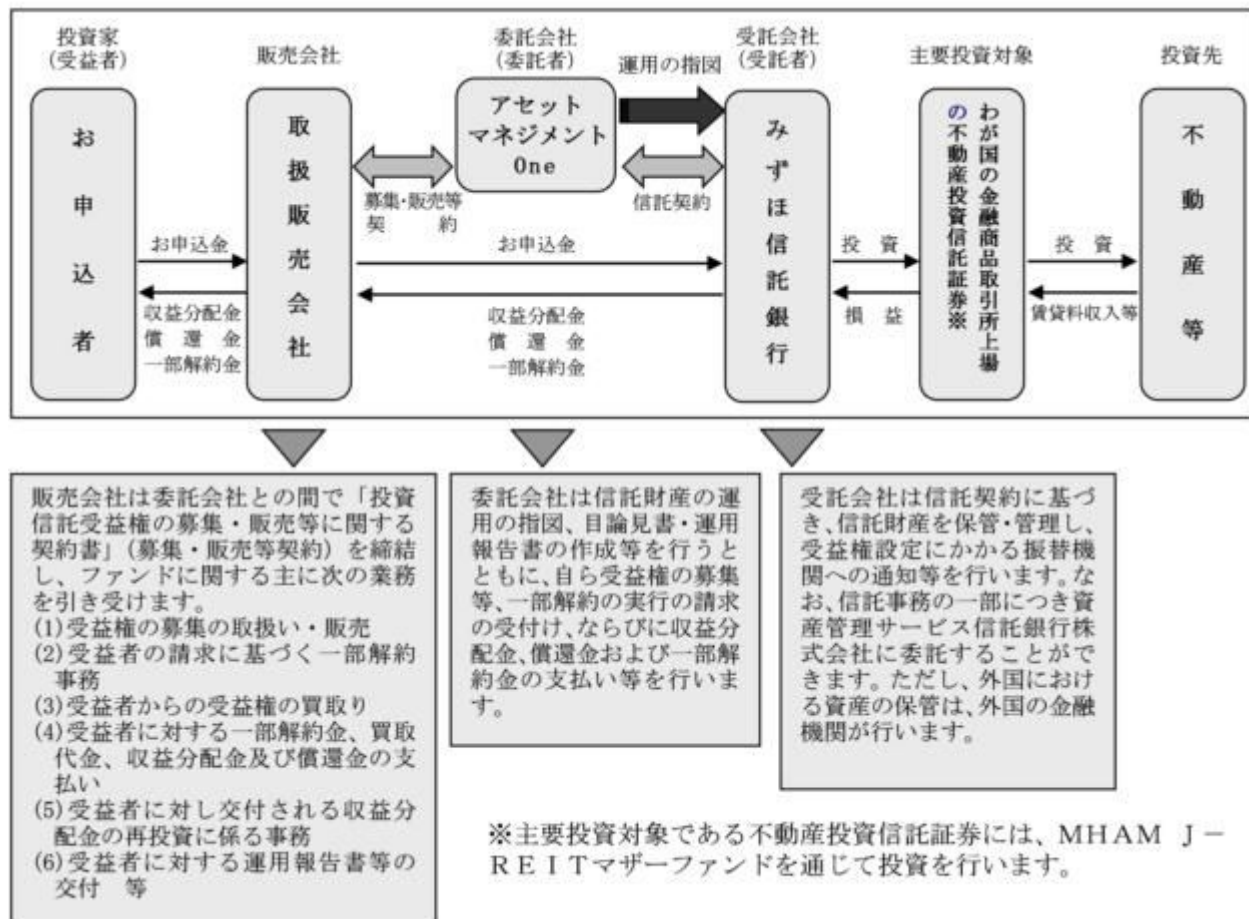 投資家
(受益者)
販売会社
委託会社
(委託者)
運用の指図
受託会社
(受託者)
主要投資対象
投資先
お申込者
取扱販売会社
アセット
マネジメント
One
みずほ信託銀行
わが国の金融商品取引所上場
の不動産投資信託証券※
不動産等
募集・販売等
契 約
信託契約
お申込金
収益分配金
償 還 金
一部解約金
お申込金
収益分配金
償 還 金
一部解約金
投 資
損 益
投 資
賃貸料収入等
販売会社は委託会社との間で「投資
信託受益権の募集・販売等に関する
契約書」(募集・販売等契約)を締結
し、ファンドに関する主に次の業務
を引き受けます。
(1)受益権の募集の取扱い・販売
(2)受益者の請求に基づく一部解約
事務
(3)受益者からの受益権の買取り
(4)受益者に対する一部解約金、買取
代金、収益分配金及び償還金の支
払い
(5)受益者に対し交付される収益分
配金の再投資に係る事務
(6)受益者に対する運用報告書等の
交付 等
委託会社は信託財産の運
用の指図、目論見書・運用
報告書の作成等を行うと
ともに、自ら受益権の募集
等、一部解約の実行の請求
の受付け、ならびに収益分
配金、償還金および一部解
約金の支払い等を行いま
す。
受託会社は信託契約に基づ
き、信託財産を保管・管理し、
受益権設定にかかる振替機
関への通知等を行います。な
お、信託事務の一部につき資
産管理サービス信託銀行株
式会社に委託することがで
きます。ただし、外国におけ
る資産の保管は、外国の金融
機関が行います。
※主要投資対象である不動産投資信託証券には、MHAM J－
REITマザーファンドを通じて投資を行います。